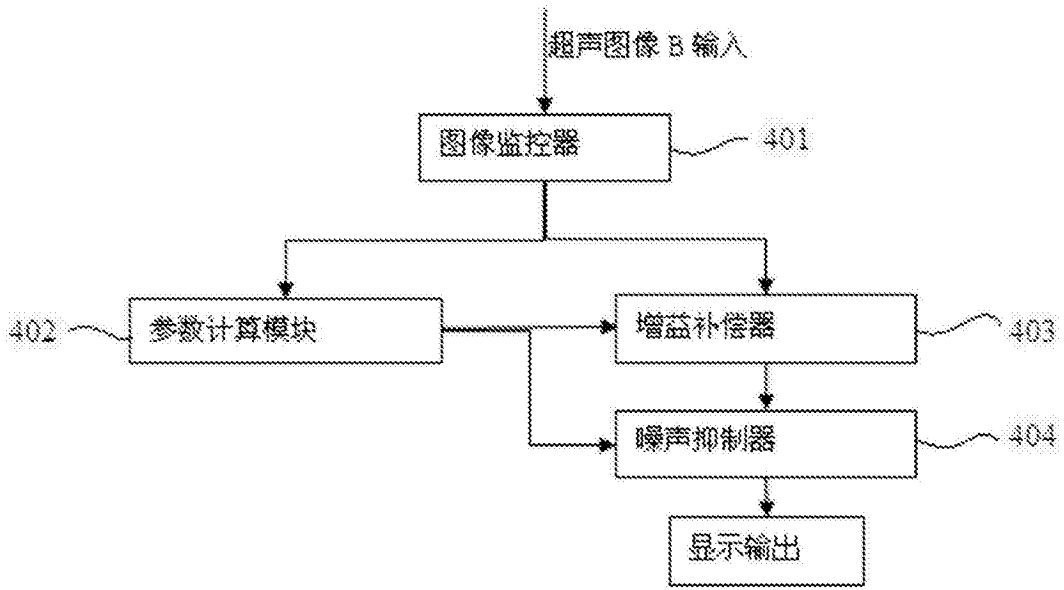 超声图像 B 输入
图像监控器
401
402
参数计算模块
增益补偿器
403
噪声抑制器
404
显示输出